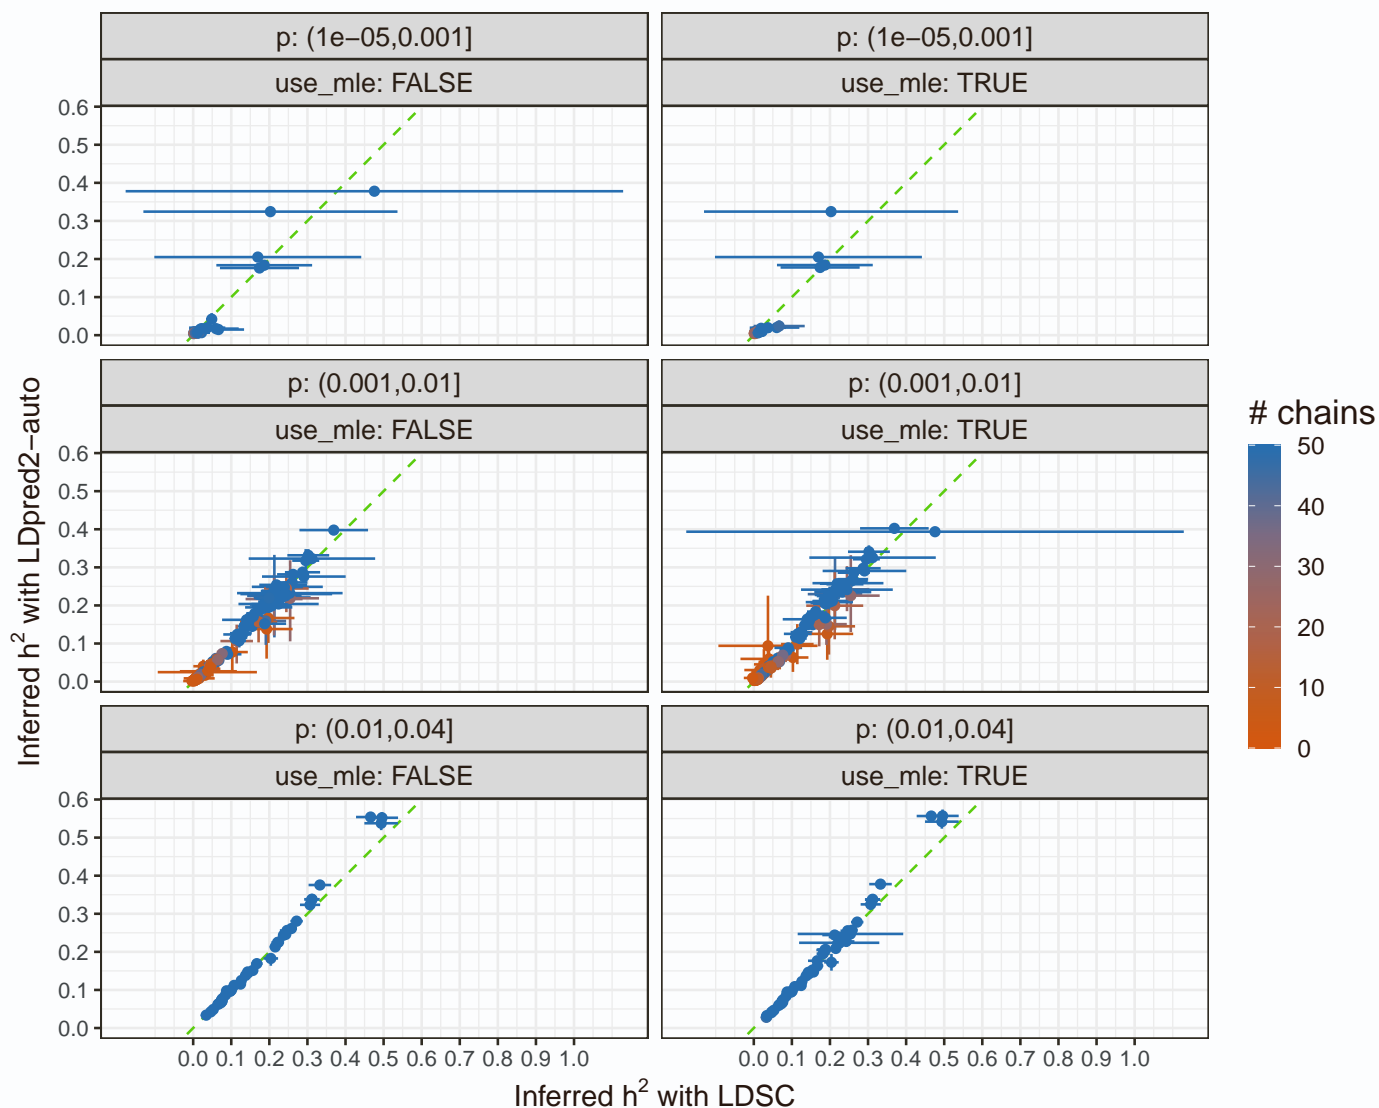 p: (1e−05,0.001]
p: (1e−05,0.001]
use_mle: FALSE
use_mle: TRUE
0.6
0.5
0.4
0.3
0.2
0.1
0.0
p: (0.001,0.01]
p: (0.001,0.01]
use_mle: FALSE
use_mle: TRUE
0.6
0.5
0.4
0.3
0.2
0.1
0.0
p: (0.01,0.04]
p: (0.01,0.04]
use_mle: FALSE
use_mle: TRUE
0.6
0.5
0.4
0.3
0.2
0.1
0.0
0.0 0.1 0.2 0.3 0.4 0.5 0.6 0.7 0.8 0.9 1.0
0.0 0.1 0.2 0.3 0.4 0.5 0.6 0.7 0.8 0.9 1.0
Inferred h² with LDSC
Inferred h² with LDpred2−auto
# chains
50
40
30
20
10
0